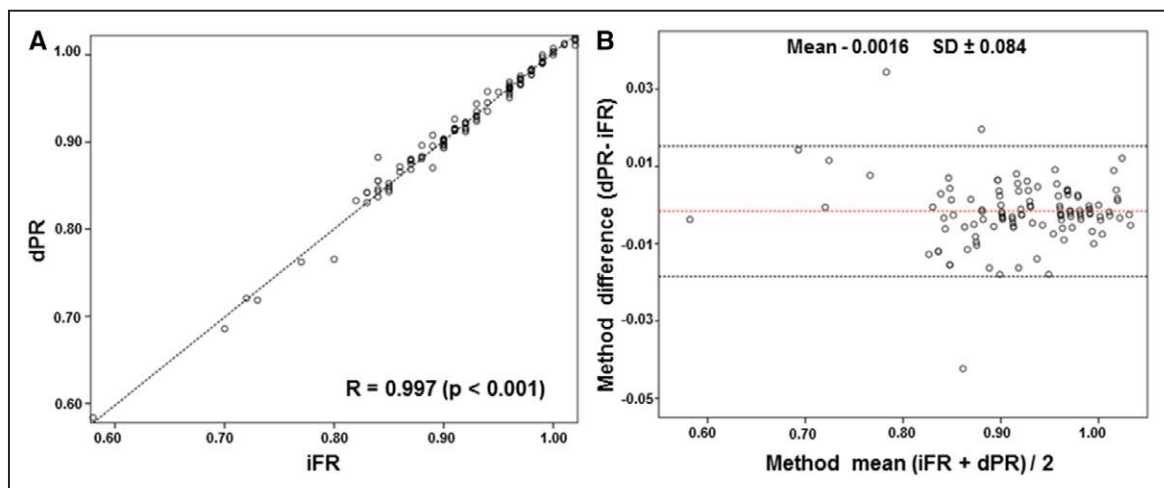 A
1.00
0.90
0.80
0.70
0.60
dPR
R = 0.997 (p < 0.001)
0.60 0.70 0.80 0.90 1.00
iFR
B
Mean - 0.0016 SD ± 0.084
0.03
0.01
-0.01
-0.03
-0.05
Method difference (dPR- iFR)
0.60 0.70 0.80 0.90 1.00
Method mean (iFR + dPR) / 2